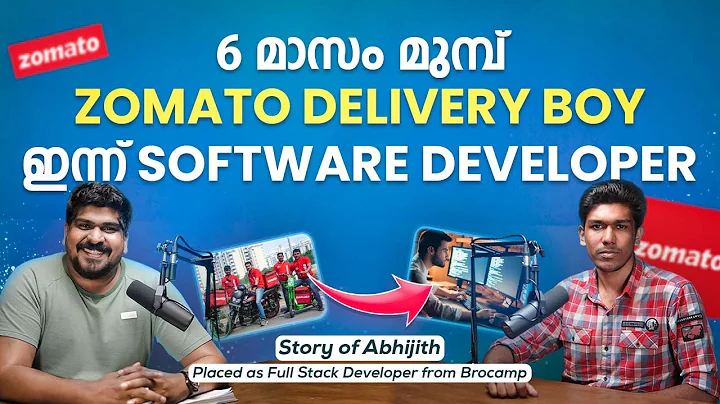 zomato
6 മാസം മുമ്പ്
ZOMATO DELIVERY BOY
ഇന്ന് SOFTWARE DEVELOPER
zomato
Story of Abhijith
Placed as Full Stack Developer from Brocamp